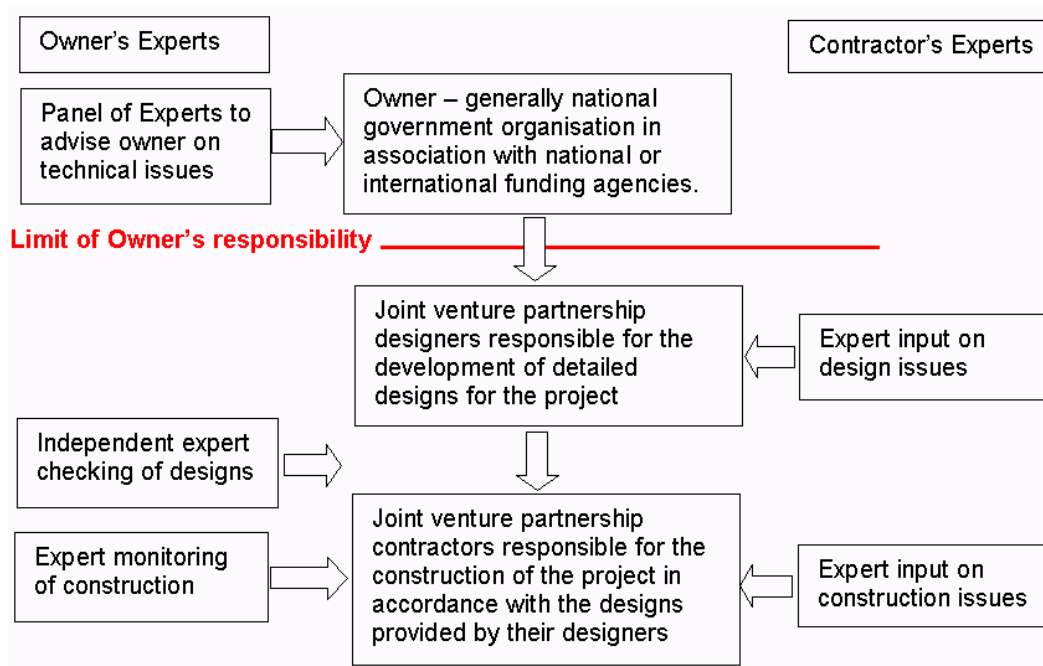 Owner's Experts
Contractor's Experts
Panel of Experts to
advise owner on
technical issues
Owner – generally national
government organisation in
association with national or
international funding agencies.
Limit of Owner's responsibility
Joint venture partnership
designers responsible for the
development of detailed
designs for the project
Expert input on
design issues
Independent expert
checking of designs
Joint venture partnership
contractors responsible for the
construction of the project in
accordance with the designs
provided by their designers
Expert monitoring
of construction
Expert input on
construction issues